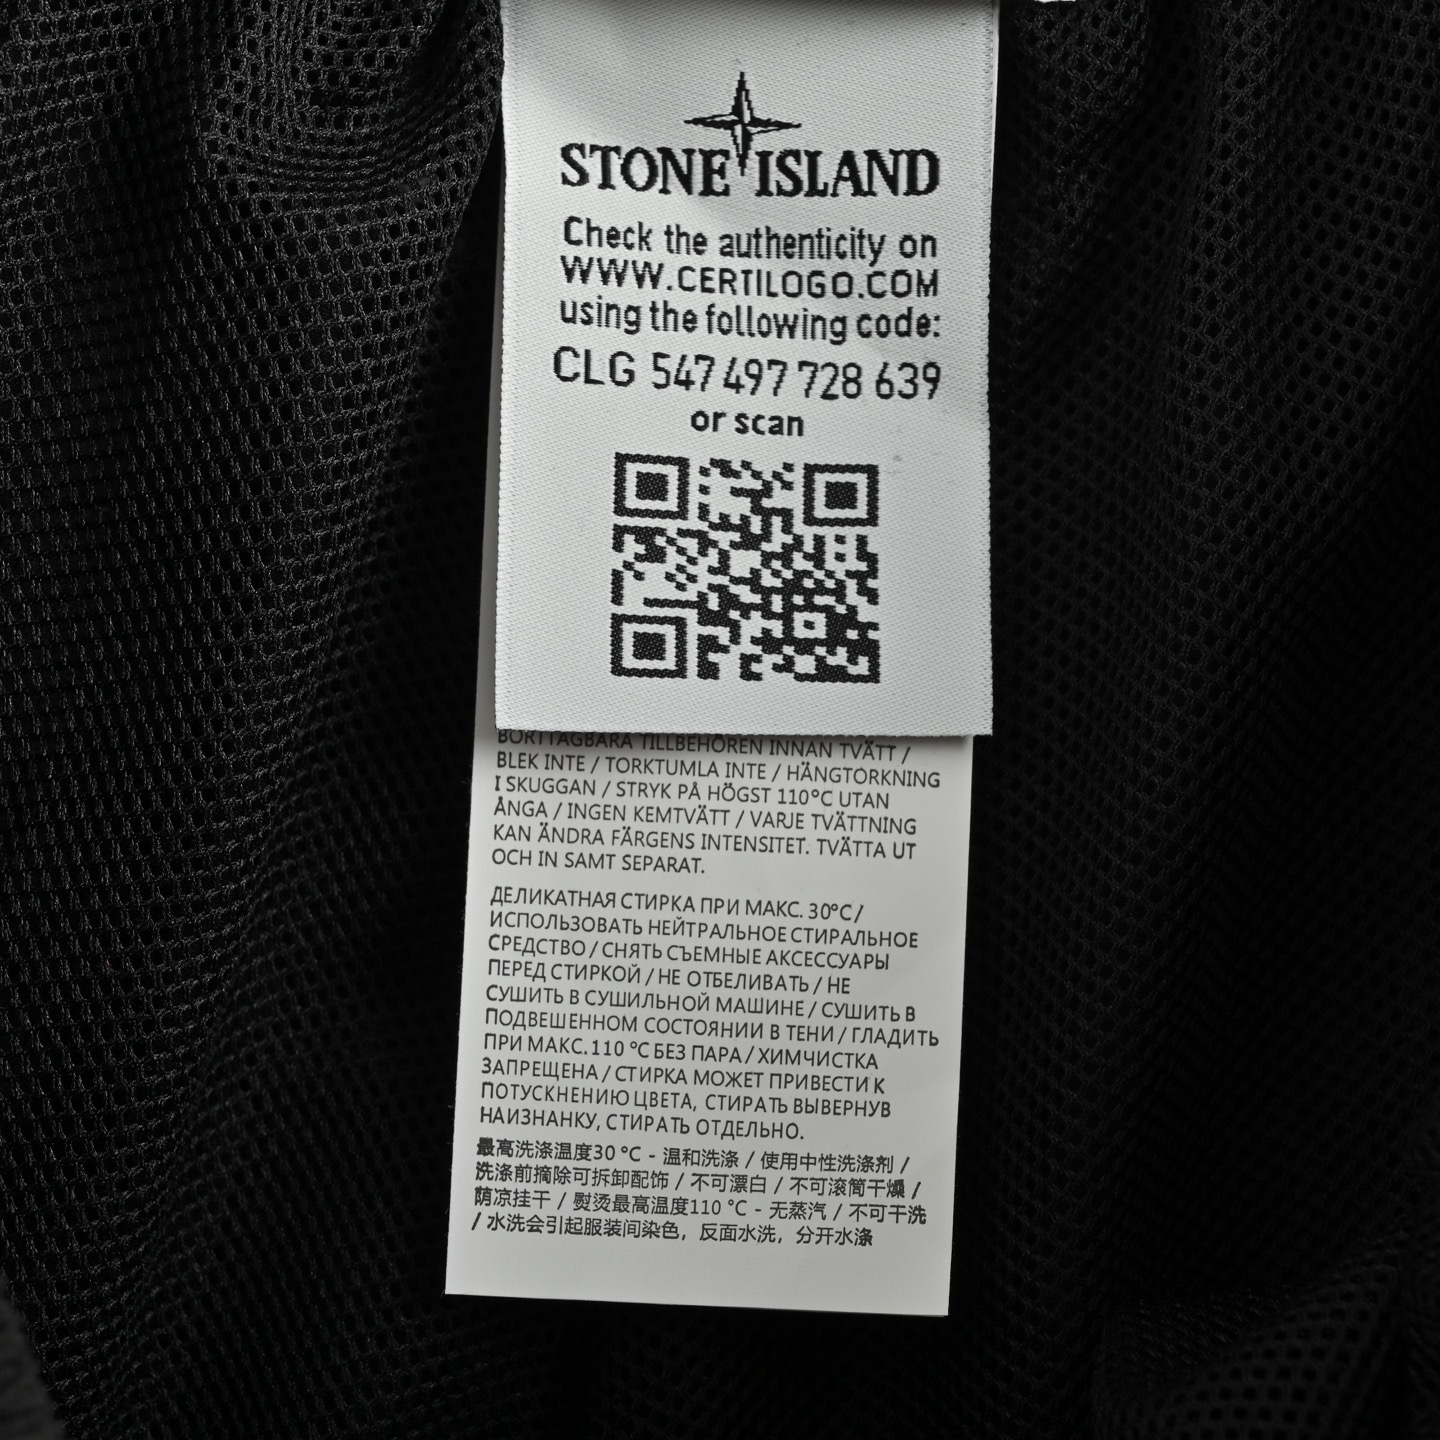 STONE ISLAND
Check the authenticity on
WWW.CERTILOGO.COM
using the following code:
CLG 547 497 728 639
or scan
BORTTAGBARA TILLBEHÖREN INNAN TVÄTT /
BLEK INTE / TORKTUMLA INTE / HÄNGTORKNING
I SKUGGAN / STRYK PÅ HÖGST 110°C UTAN
ÅNGA / INGEN KEMTVÄTT / VARJE TVÄTTNING
KAN ÄNDRA FÄRGENS INTENSITET. TVÄTTA UT
OCH IN SAMT SEPARAT.
ДЕЛИКАТНАЯ СТИРКА ПРИ МАКС. 30°C /
ИСПОЛЬЗОВАТЬ НЕЙТРАЛЬНОЕ СТИРАЛЬНОЕ
СРЕДСТВО / СНЯТЬ СЪЕМНЫЕ АКСЕССУАРЫ
ПЕРЕД СТИРКОЙ / НЕ ОТБЕЛИВАТЬ / НЕ
СУШИТЬ В СУШИЛЬНОЙ МАШИНЕ / СУШИТЬ В
ПОДВЕШЕННОМ СОСТОЯНИИ В ТЕНИ / ГЛАДИТЬ
ПРИ МАКС. 110 °C БЕЗ ПАРА / ХИМЧИСТКА
ЗАПРЕЩЕНА / СТИРКА МОЖЕТ ПРИВЕСТИ К
ПОТУСКНЕНИЮ ЦВЕТА, СТИРАТЬ ВЫВЕРНУВ
НАИЗНАНКУ, СТИРАТЬ ОТДЕЛЬНО.
最高洗涤温度30 °C - 温和洗涤 / 使用中性洗涤剂 /
洗涤前摘除可拆卸配饰 / 不可漂白 / 不可滚筒干燥 /
荫凉挂干 / 熨烫最高温度110 °C - 无蒸汽 / 不可干洗
/ 水洗会引起服装间染色，反面水洗，分开水涤